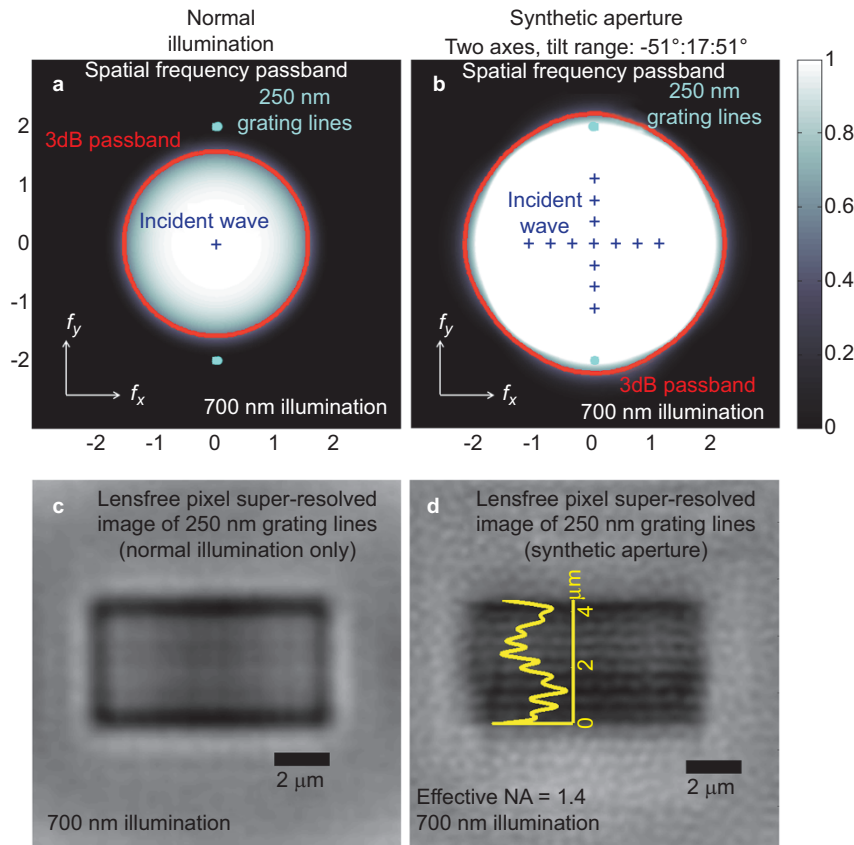 Normal
illumination
Synthetic aperture
Two axes, tilt range: -51°:17:51°
a
Spatial frequency passband
250 nm
grating lines
3dB passband
Incident wave
2
1
0
-1
-2
f_y
f_x
700 nm illumination
-2 -1 0 1 2
b
Spatial frequency passband
250 nm
grating lines
Incident
wave
f_y
f_x
3dB passband
700 nm illumination
-2 -1 0 1 2
1
0.8
0.6
0.4
0.2
0
c
Lensfree pixel super-resolved
image of 250 nm grating lines
(normal illumination only)
2 μm
700 nm illumination
d
Lensfree pixel super-resolved
image of 250 nm grating lines
(synthetic aperture)
μm
4
2
0
2 μm
Effective NA = 1.4
700 nm illumination